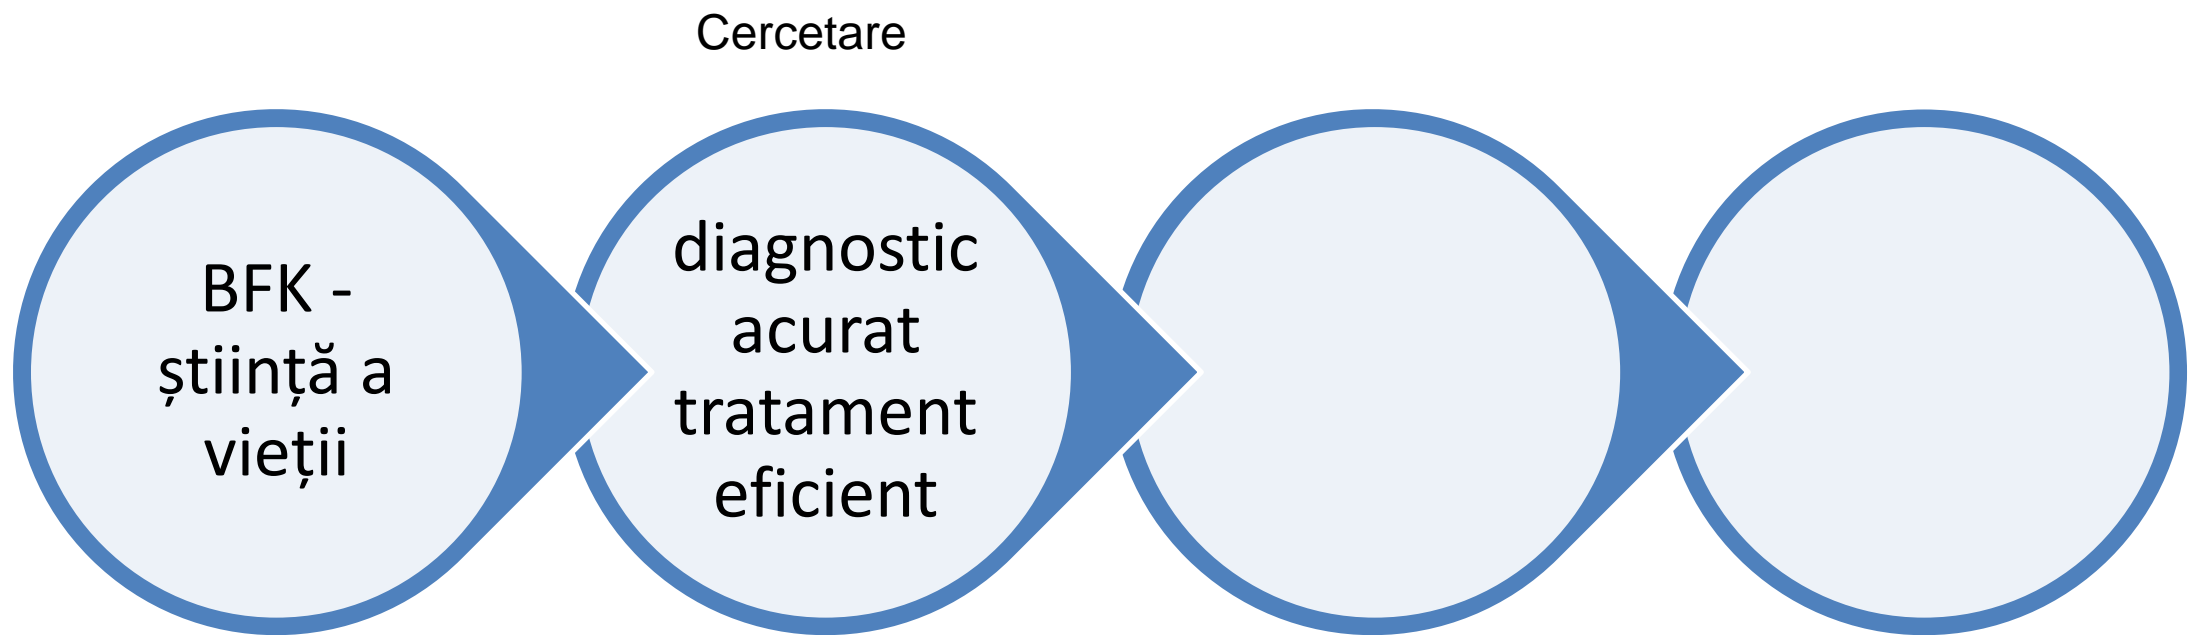 Cercetare
BFK -
știință a
vieții
diagnostic
acurat
tratament
eficient